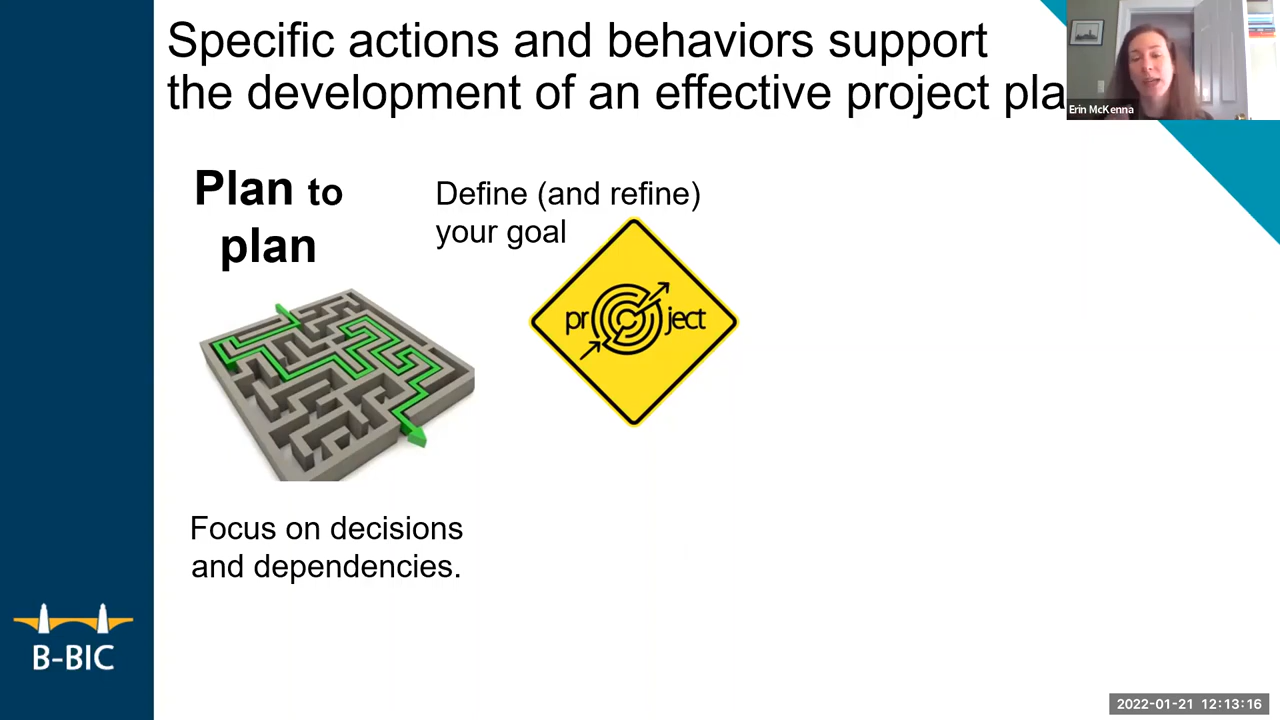 Specific actions and behaviors support
the development of an effective project pla
Erin McKenna
Plan to
plan
Define (and refine)
your goal
pr ject
Focus on decisions
and dependencies.
B-BIC
2022-01-21 12:13:16